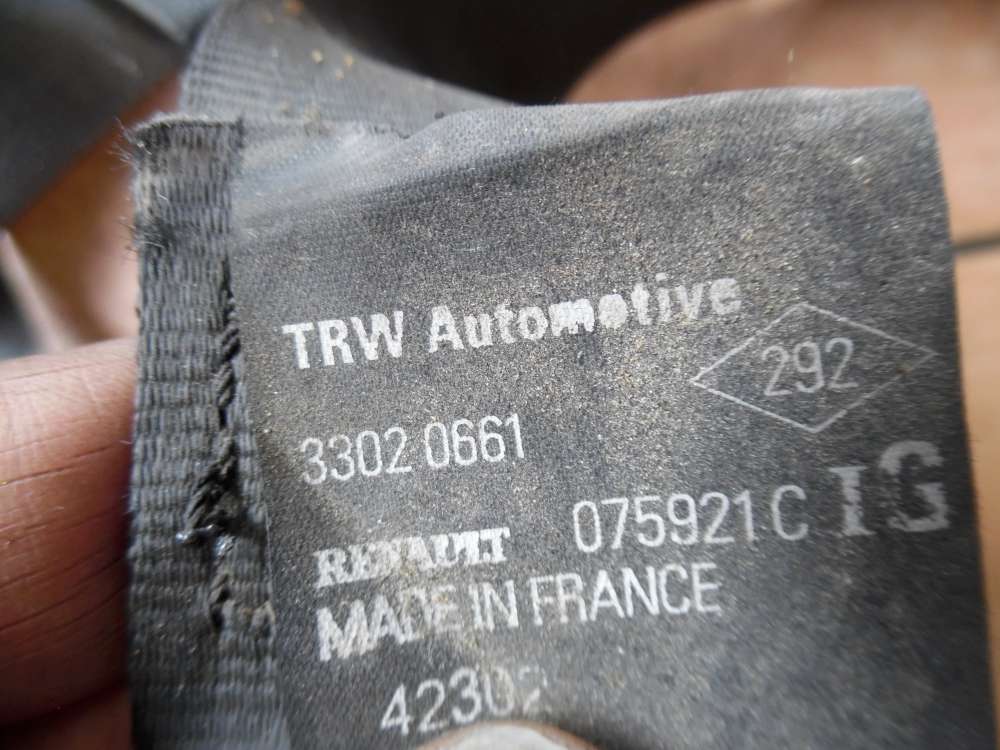 TRW Automotive
292
3302 0661
RENAULT 075921 C IG
MADE IN FRANCE
42302